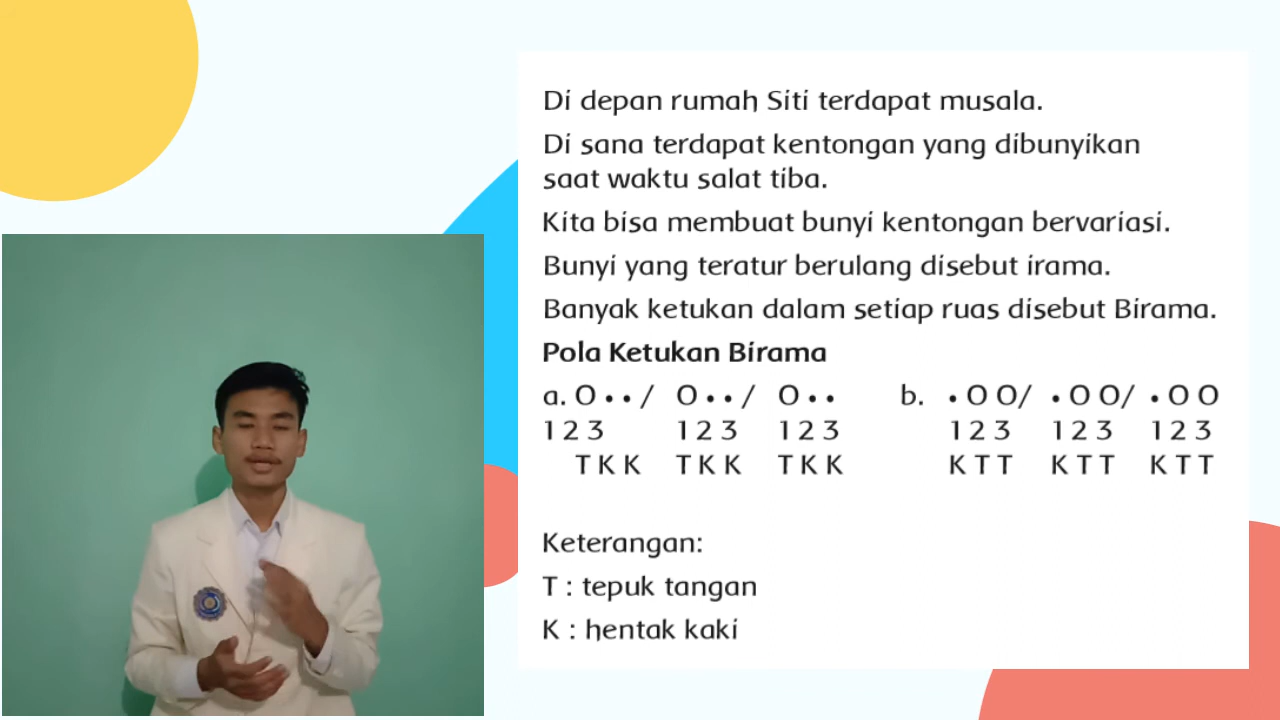 Di depan rumah Siti terdapat musala.
Di sana terdapat kentongan yang dibunyikan
saat waktu salat tiba.
Kita bisa membuat bunyi kentongan bervariasi.
Bunyi yang teratur berulang disebut irama.
Banyak ketukan dalam setiap ruas disebut Birama.
Pola Ketukan Birama
a. O • • / O • • / O • • b. • O O/ • O O/ • O O
1 2 3 1 2 3 1 2 3 1 2 3 1 2 3 1 2 3
T K K T K K T K K K T T K T T K T T
Keterangan:
T : tepuk tangan
K : hentak kaki